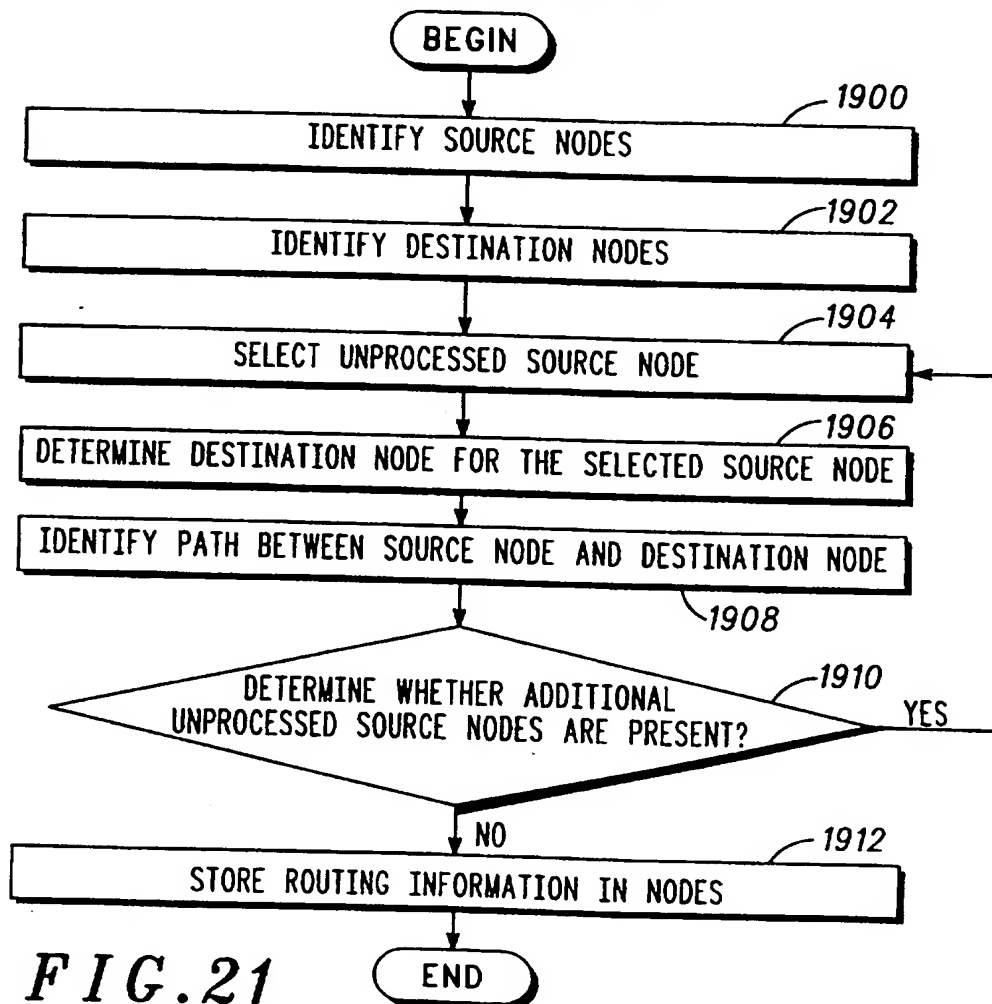 BEGIN
1900
IDENTIFY SOURCE NODES
1902
IDENTIFY DESTINATION NODES
1904
SELECT UNPROCESSED SOURCE NODE
1906
DETERMINE DESTINATION NODE FOR THE SELECTED SOURCE NODE
IDENTIFY PATH BETWEEN SOURCE NODE AND DESTINATION NODE
1908
DETERMINE WHETHER ADDITIONAL
UNPROCESSED SOURCE NODES ARE PRESENT?
1910
YES
NO
1912
STORE ROUTING INFORMATION IN NODES
END
FIG.21